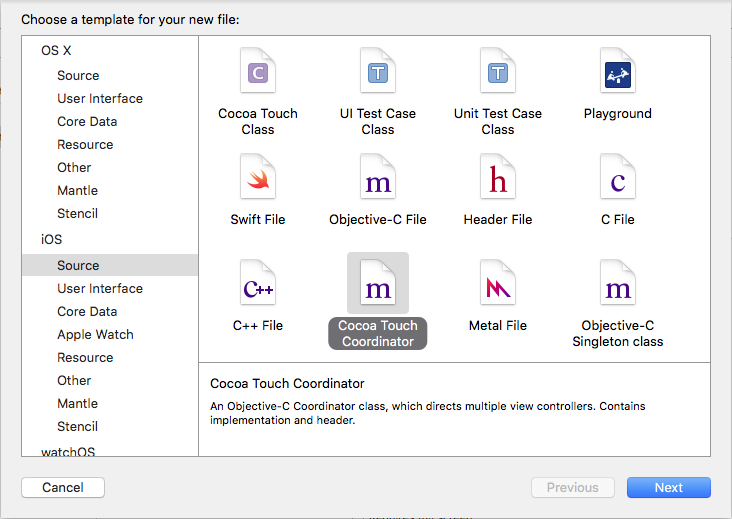 Choose a template for your new file:
OS X
Source
User Interface
Core Data
Resource
Other
Mantle
Stencil
iOS
Source
User Interface
Core Data
Apple Watch
Resource
Other
Mantle
Stencil
watchOS
C
Cocoa Touch
Class
T
UI Test Case
Class
T
Unit Test Case
Class
Playground
Swift File
m
Objective-C File
h
Header File
c
C File
C++
C++ File
m
Cocoa Touch
Coordinator
Metal File
m
Objective-C
Singleton class
Cocoa Touch Coordinator
An Objective-C Coordinator class, which directs multiple view controllers. Contains
implementation and header.
Cancel
Previous
Next